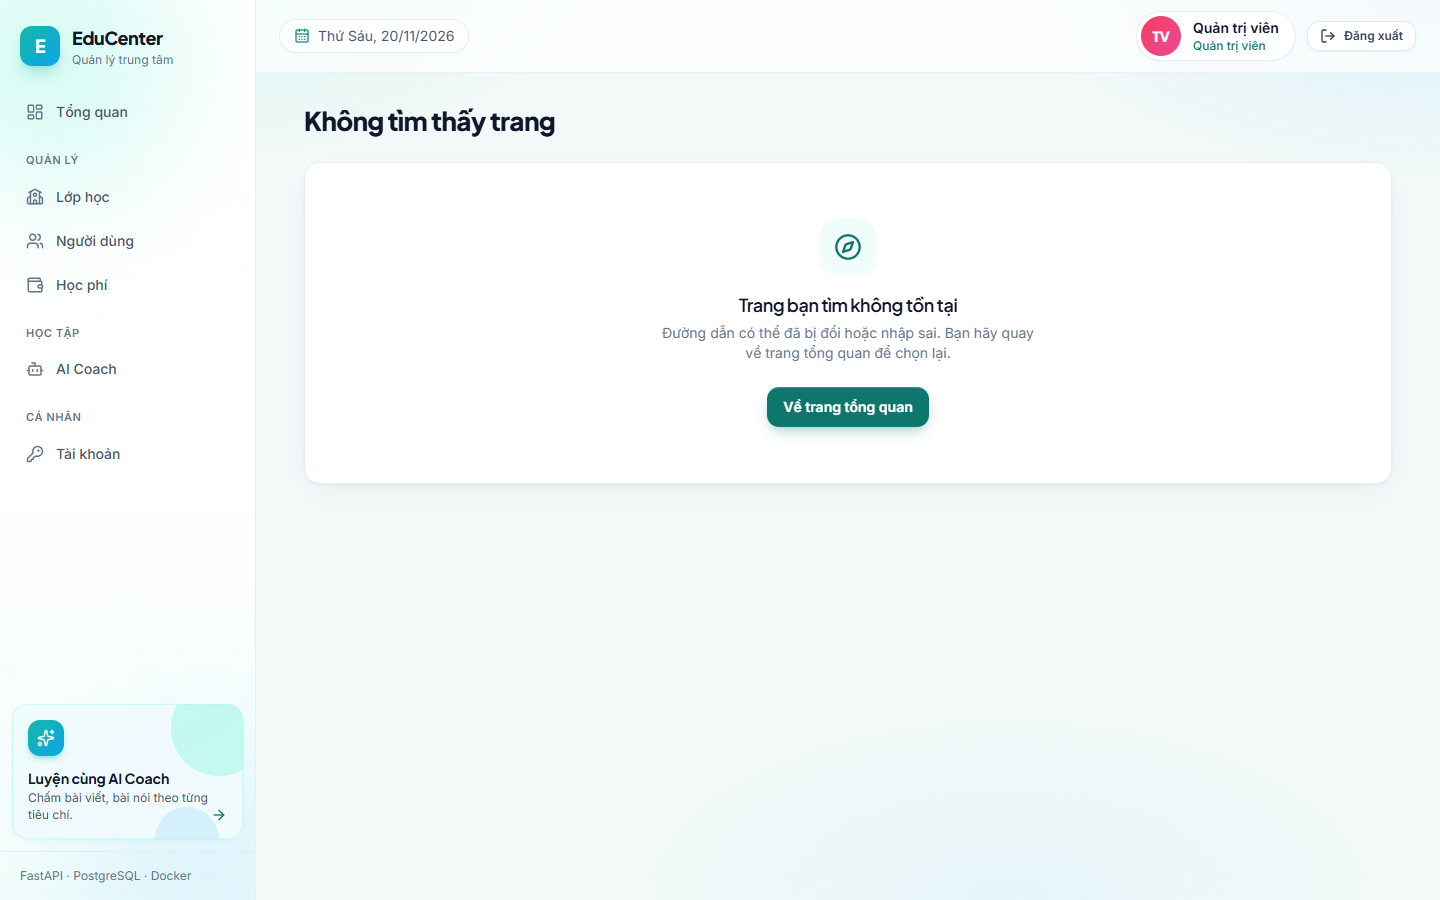 E
EduCenter
Quản lý trung tâm
Tổng quan
QUẢN LÝ
Lớp học
Người dùng
Học phí
HỌC TẬP
AI Coach
CÁ NHÂN
Tài khoản
Luyện cùng AI Coach
Chấm bài viết, bài nói theo từng
tiêu chí.
FastAPI · PostgreSQL · Docker
Thứ Sáu, 20/11/2026
TV
Quản trị viên
Quản trị viên
Đăng xuất
Không tìm thấy trang
Trang bạn tìm không tồn tại
Đường dẫn có thể đã bị đổi hoặc nhập sai. Bạn hãy quay
về trang tổng quan để chọn lại.
Về trang tổng quan